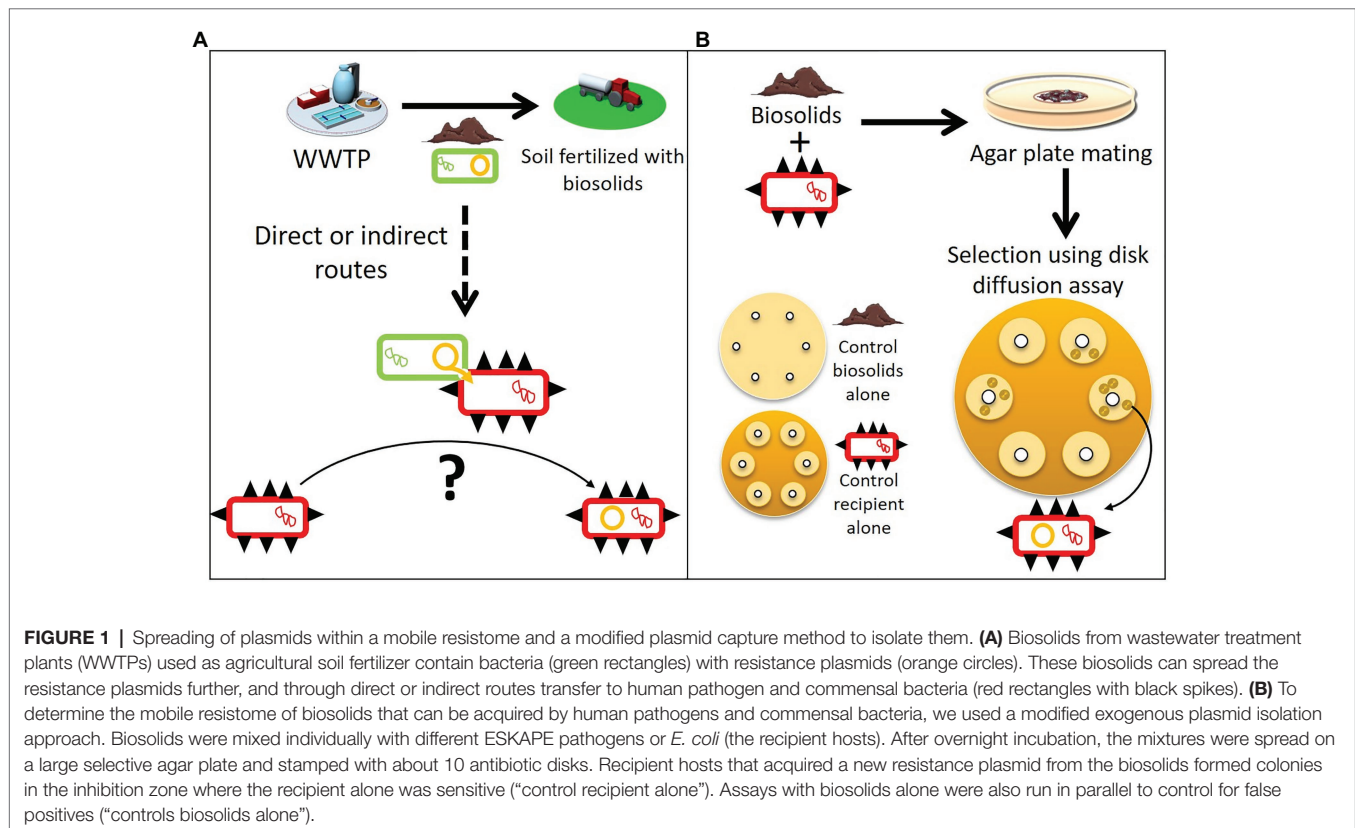 A
WWTP
Soil fertilized with
biosolids
Direct or indirect
routes
?
B
Biosolids
+
Agar plate mating
Selection using disk
diffusion assay
Control
biosolids
alone
Control
recipient
alone
FIGURE 1 | Spreading of plasmids within a mobile resistome and a modified plasmid capture method to isolate them. (A) Biosolids from wastewater treatment
plants (WWTPs) used as agricultural soil fertilizer contain bacteria (green rectangles) with resistance plasmids (orange circles). These biosolids can spread the
resistance plasmids further, and through direct or indirect routes transfer to human pathogen and commensal bacteria (red rectangles with black spikes). (B) To
determine the mobile resistome of biosolids that can be acquired by human pathogens and commensal bacteria, we used a modified exogenous plasmid isolation
approach. Biosolids were mixed individually with different ESKAPE pathogens or E. coli (the recipient hosts). After overnight incubation, the mixtures were spread on
a large selective agar plate and stamped with about 10 antibiotic disks. Recipient hosts that acquired a new resistance plasmid from the biosolids formed colonies
in the inhibition zone where the recipient alone was sensitive (“control recipient alone”). Assays with biosolids alone were also run in parallel to control for false
positives (“controls biosolids alone”).